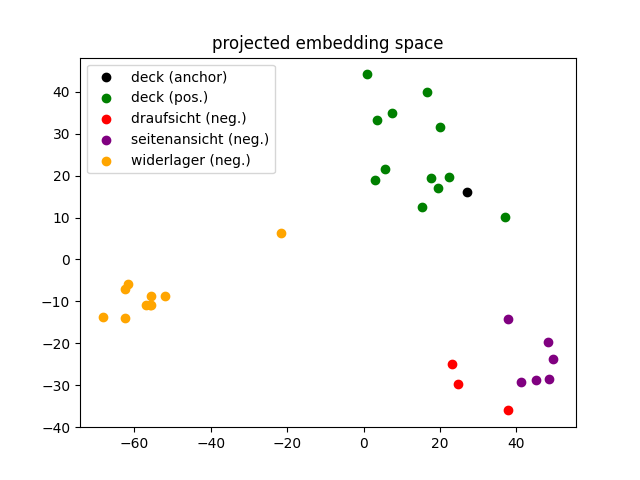 projected embedding space
deck (anchor)
deck (pos.)
draufsicht (neg.)
seitenansicht (neg.)
widerlager (neg.)
40
30
20
10
0
−10
−20
−30
−40
−60
−40
−20
0
20
40